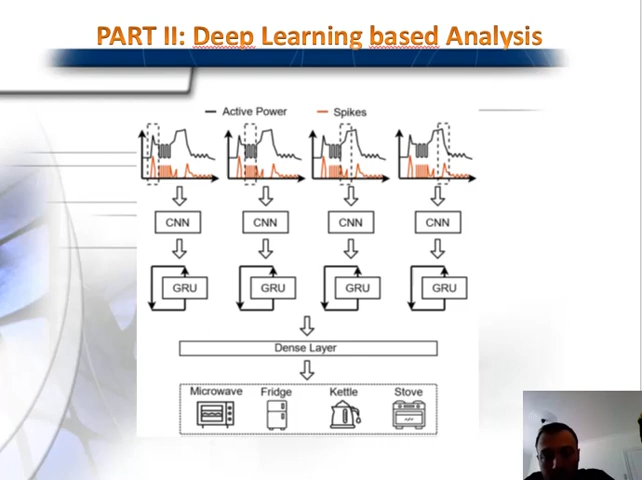 PART II: Deep Learning based Analysis
Active Power Spikes
CNN CNN CNN CNN
GRU GRU GRU GRU
Dense Layer
Microwave Fridge Kettle Stove